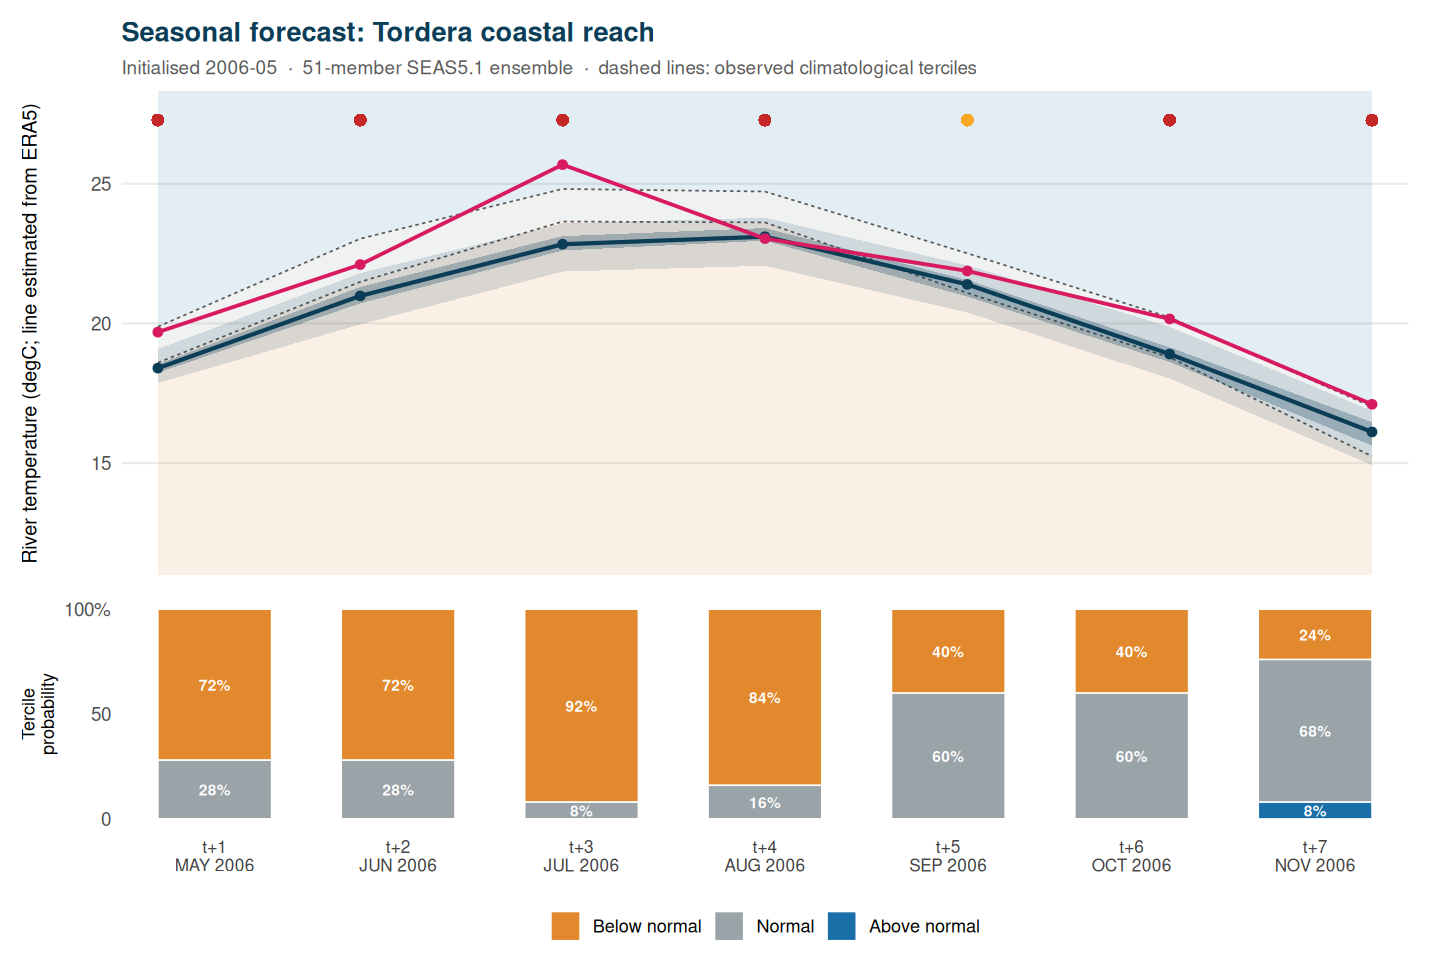 Seasonal forecast: Tordera coastal reach
Initialised 2006-05 · 51-member SEAS5.1 ensemble · dashed lines: observed climatological terciles
River temperature (degC; line estimated from ERA5)
25
20
15
Tercile
probability
100%
50
0
72%
72%
92%
84%
40%
40%
24%
28%
28%
8%
16%
60%
60%
68%
8%
t+1
MAY 2006
t+2
JUN 2006
t+3
JUL 2006
t+4
AUG 2006
t+5
SEP 2006
t+6
OCT 2006
t+7
NOV 2006
Below normal
Normal
Above normal